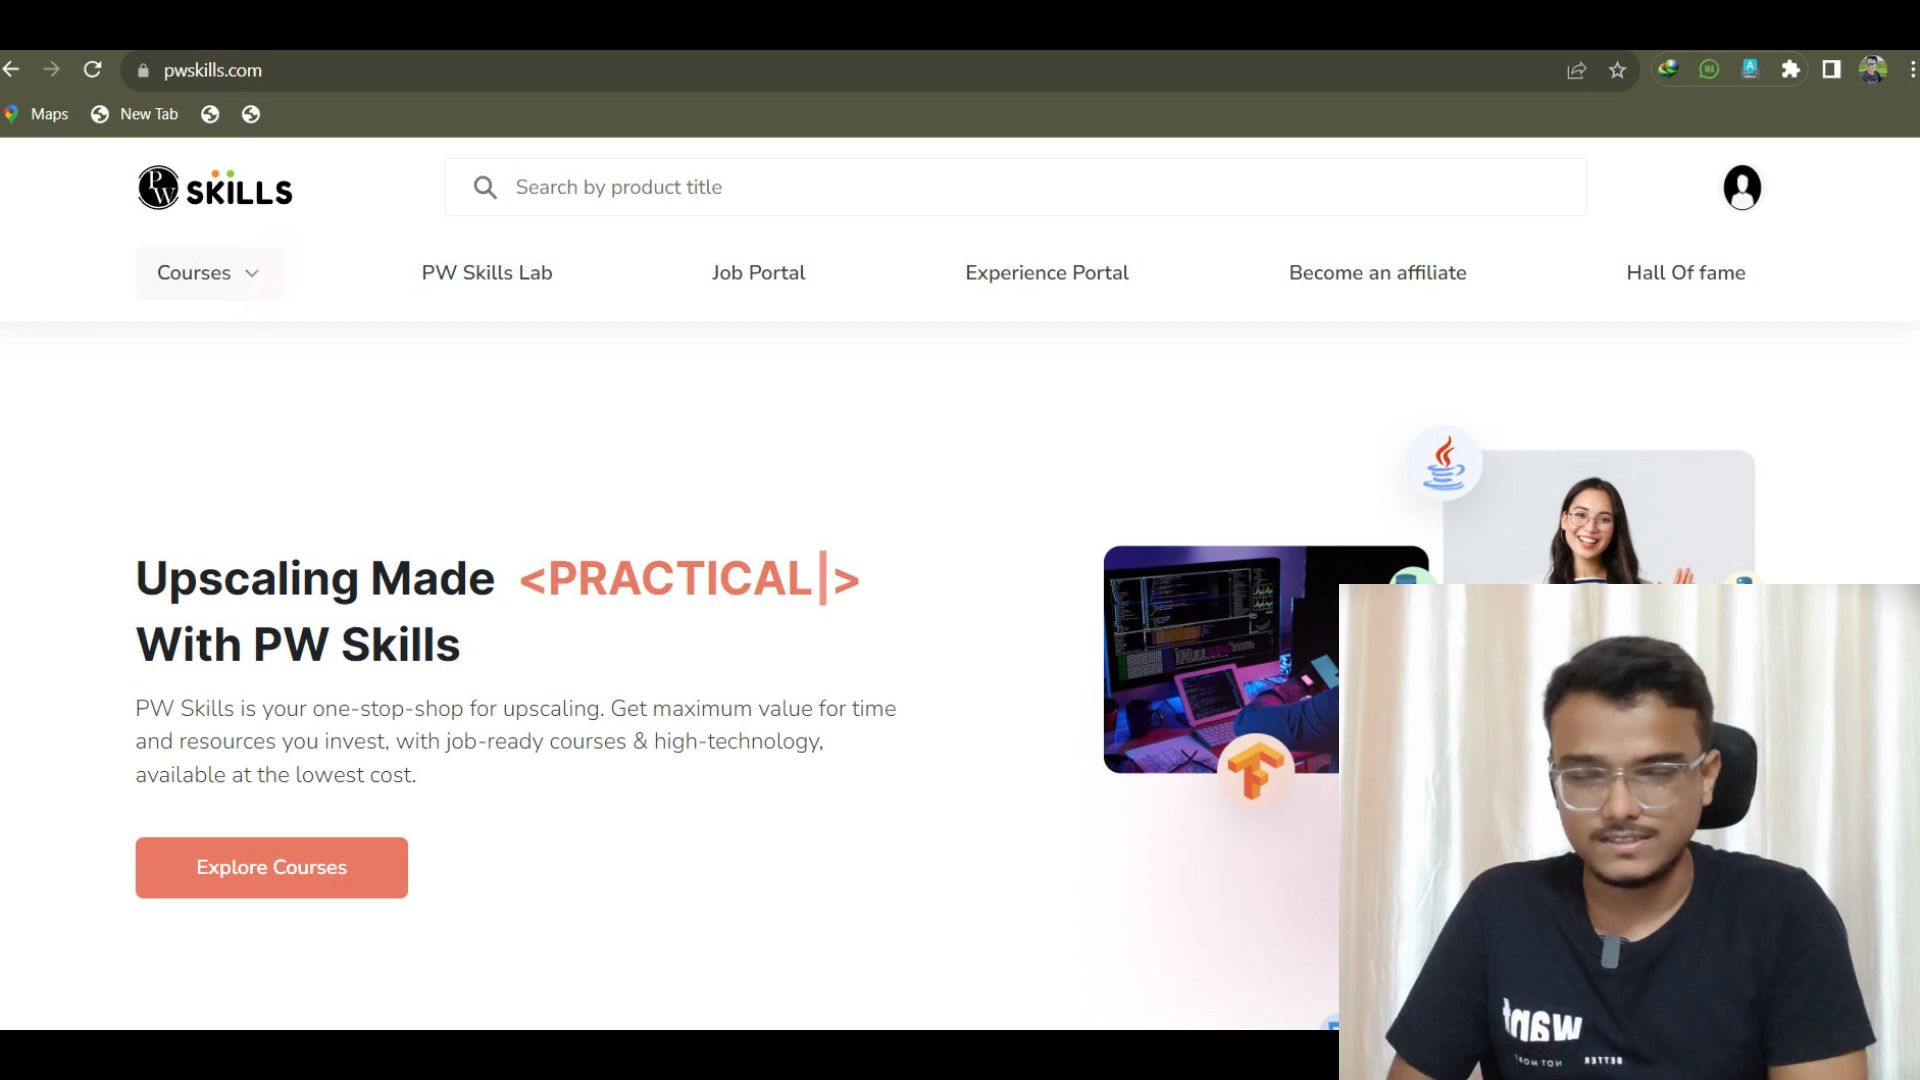 pwskills.com
Maps New Tab
PW SKILLS
Search by product title
Courses PW Skills Lab Job Portal Experience Portal Become an affiliate Hall Of fame
Upscaling Made <PRACTICAL|>
With PW Skills
PW Skills is your one-stop-shop for upscaling. Get maximum value for time
and resources you invest, with job-ready courses & high-technology,
available at the lowest cost.
Explore Courses
want
BETTER